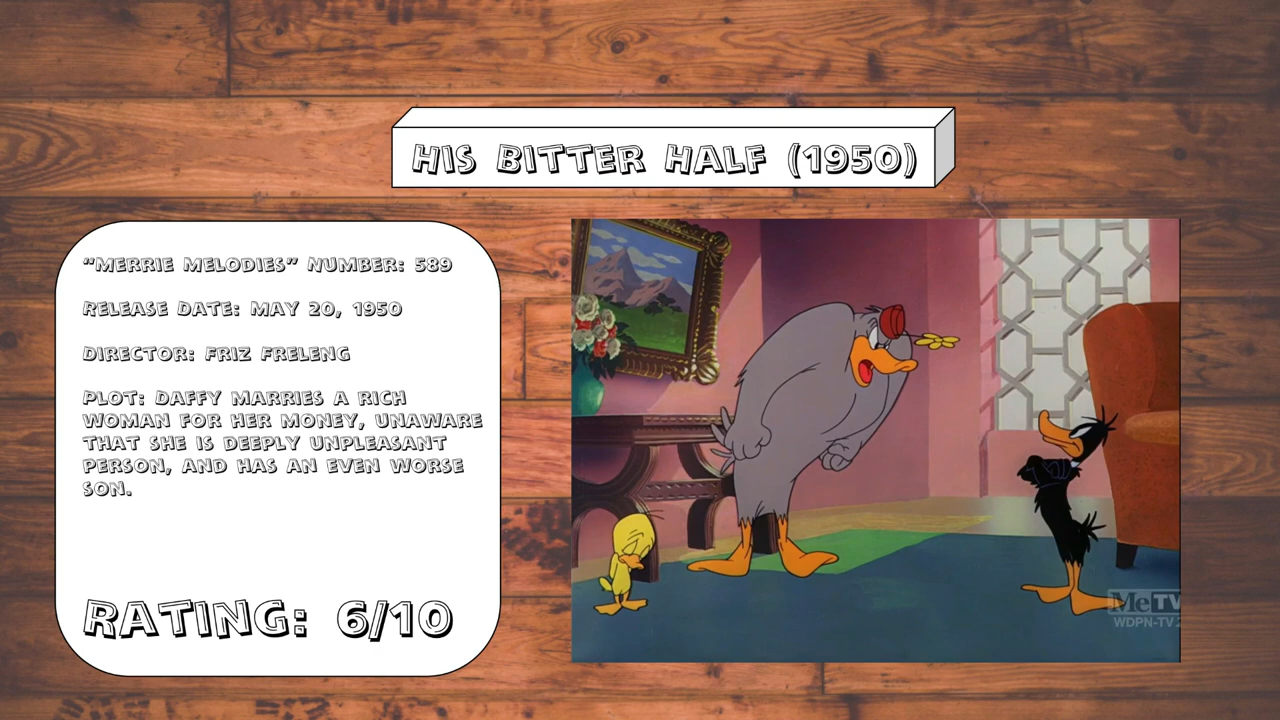 HIS BITTER HALF (1950)
"MERRIE MELODIES" NUMBER: 589
RELEASE DATE: MAY 20, 1950
DIRECTOR: FRIZ FRELENG
PLOT: DAFFY MARRIES A RICH
WOMAN FOR HER MONEY, UNAWARE
THAT SHE IS DEEPLY UNPLEASANT
PERSON, AND HAS AN EVEN WORSE
SON.
RATING: 6/10
MeTV
WDPN-TV 2